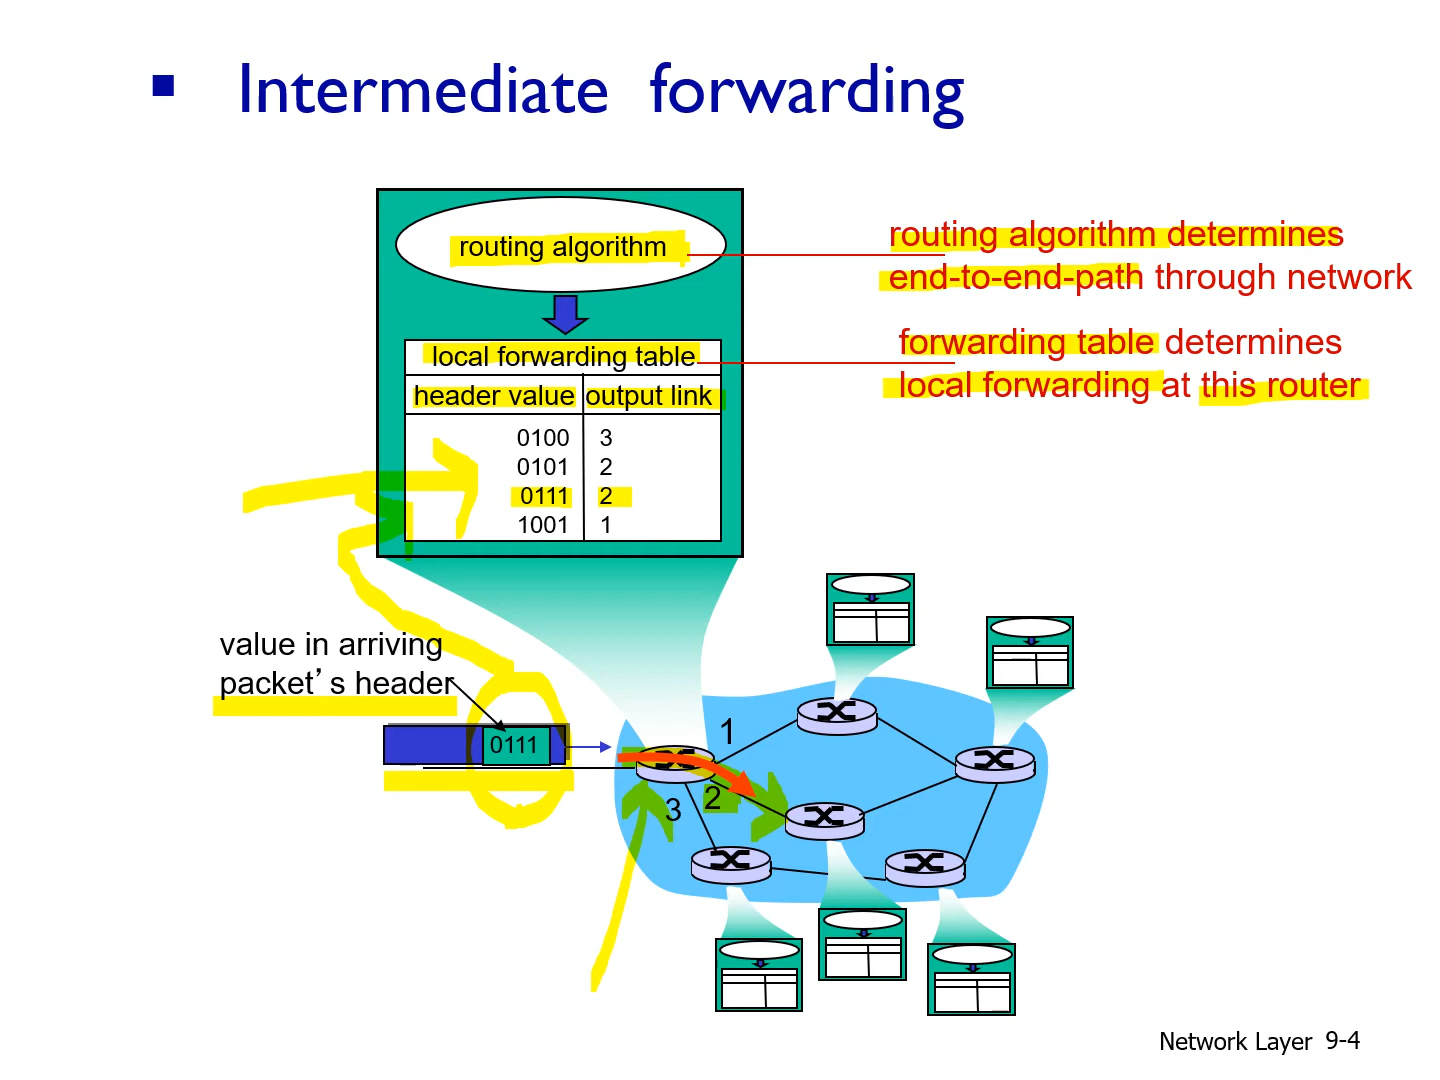 ▪ Intermediate forwarding
routing algorithm
routing algorithm determines
end-to-end-path through network
local forwarding table
forwarding table determines
local forwarding at this router
header value output link
0100 3
0101 2
0111 2
1001 1
value in arriving
packet’s header
0111
1
2
3
Network Layer 9-4